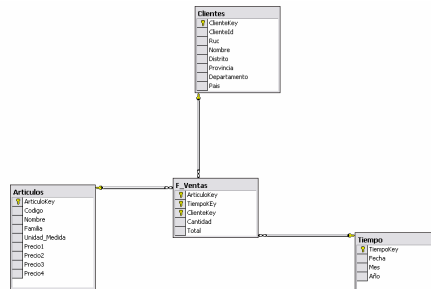 Clientes
ClienteKey
ClienteId
Ruc
Nombre
Distrito
Provincia
Departamento
Pais
F_Ventas
ArticuloKey
TiempoKEy
ClienteKey
Cantidad
Total
Articulos
ArticuloKey
Codigo
Nombre
Familia
Unidad_Medida
Precio1
Precio2
Precio3
Precio4
Tiempo
TiempoKey
Fecha
Mes
Año